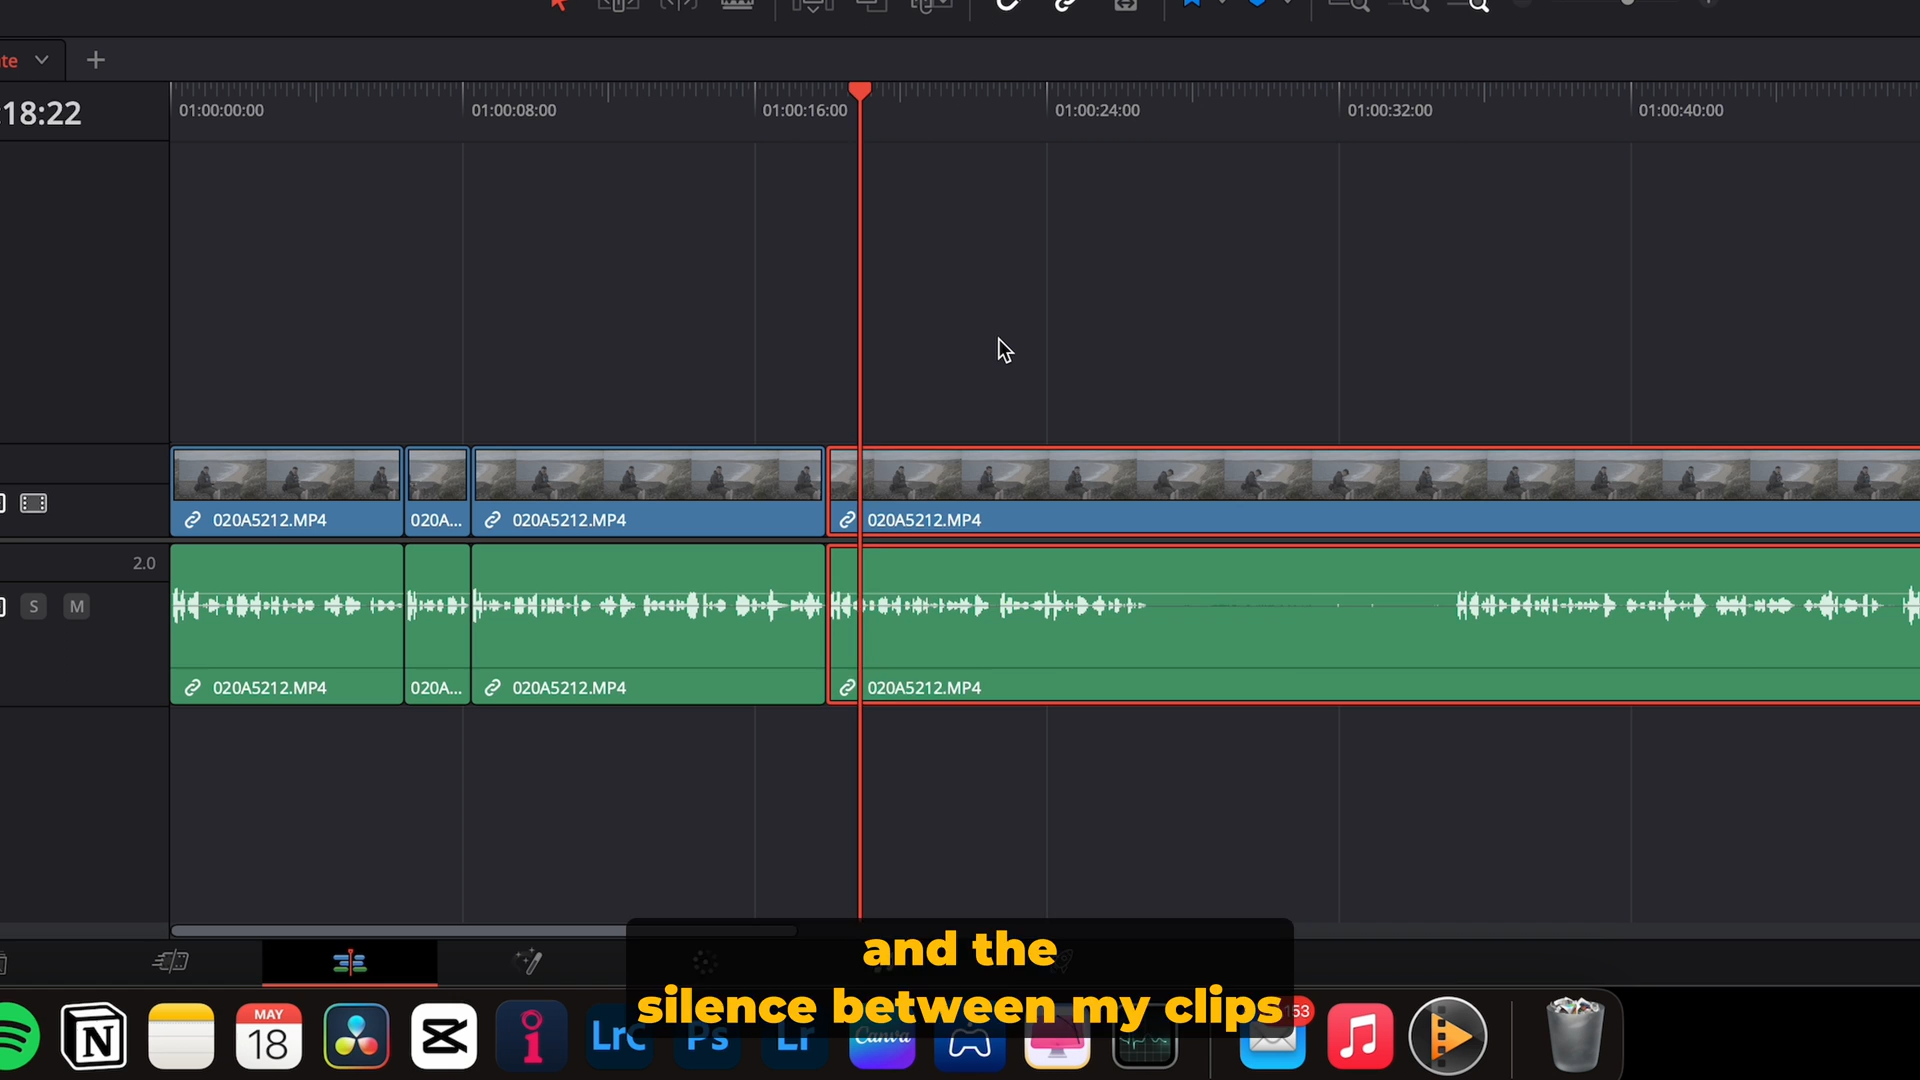 te
:18:22
01:00:00:00
01:00:08:00
01:00:16:00
01:00:24:00
01:00:32:00
01:00:40:00
020A5212.MP4
020A...
020A5212.MP4
020A5212.MP4
2.0
S
M
020A5212.MP4
020A...
020A5212.MP4
020A5212.MP4
and the
silence between my clips
MAY
18
LrC
Ps
Lr
Canva
153